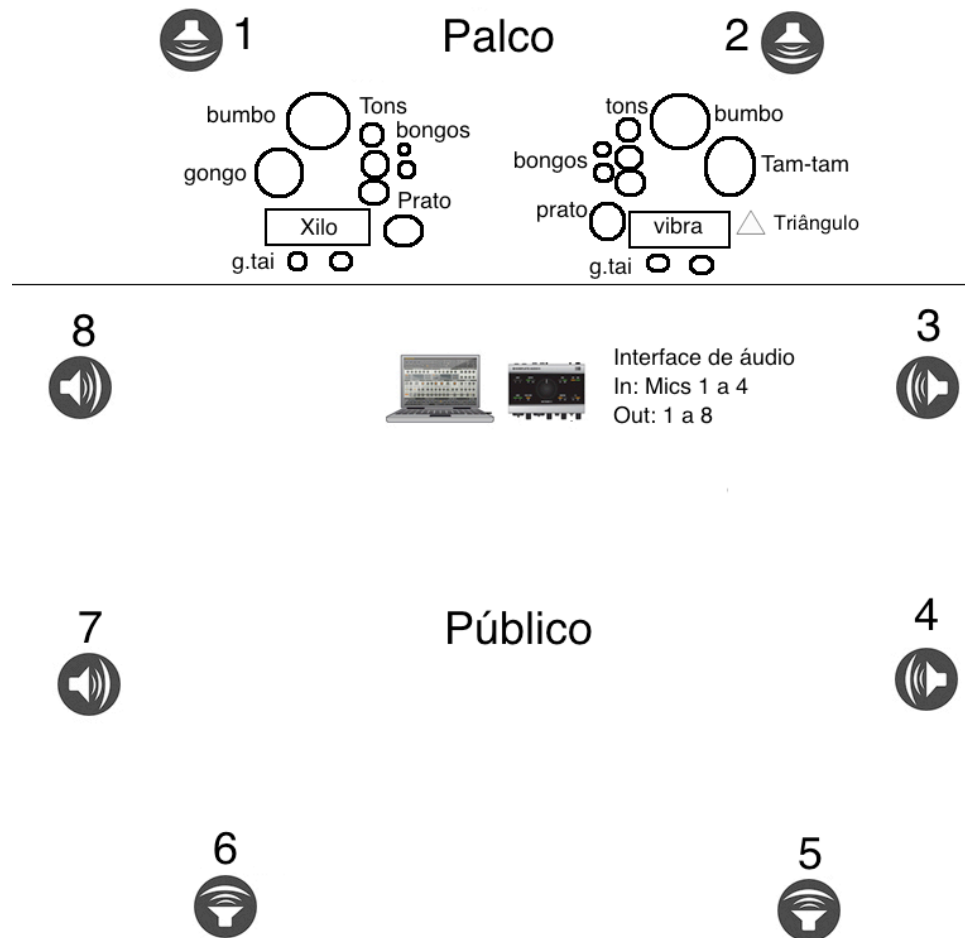 1
Palco
2
bumbo
Tons
bongos
gongo
Prato
Xilo
g.tai
tons
bumbo
bongos
Tam-tam
prato
vibra
Triângulo
g.tai
8
3
Interface de áudio
In: Mics 1 a 4
Out: 1 a 8
7
Público
4
6
5